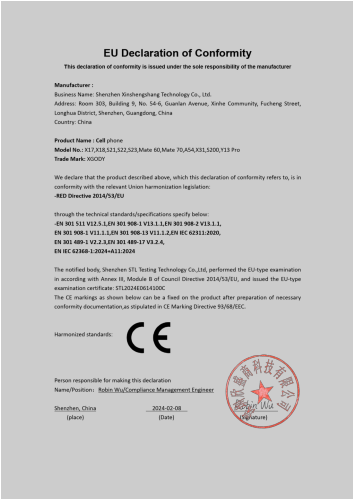 EU Declaration of Conformity
This declaration of conformity is issued under the sole responsibility of the manufacturer
Manufacturer :
Business Name: Shenzhen Xinshengshang Technology Co., Ltd.
Address: Room 303, Building 9, No. 54-6, Guanlan Avenue, Xinhe Community, Fucheng Street,
Longhua District, Shenzhen, Guangdong, China
Country: China
Product Name : Cell phone
Model No.: X17,X18,S21,S22,S23,Mate 60,Mate 70,A54,X31,S200,Y13 Pro
Trade Mark: XGODY
We declare that the product described above, which this declaration of conformity refers to, is in
conformity with the relevant Union harmonization legislation:
-RED Directive 2014/53/EU
through the technical standards/specifications specify below:
-EN 301 511 V12.5.1,EN 301 908-1 V13.1.1,EN 301 908-2 V13.1.1,
EN 301 908-1 V11.1.1,EN 301 908-13 V11.1.2,EN IEC 62311:2020,
EN 301 489-1 V2.2.3,EN 301 489-17 V3.2.4,
EN IEC 62368-1:2024+A11:2024
The notified body, Shenzhen STL Testing Technology Co.,Ltd, performed the EU-type examination
in according with Annex III, Module B of Council Directive 2014/53/EU, and issued the EU-type
examination certificate: STL2024E0614100C
The CE markings as shown below can be a fixed on the product after preparation of necessary
conformity documentation,as stipulated in CE Marking Directive 93/68/EEC.
Harmonized standards:
CE
Person responsible for making this declaration
Name/Position: Robin Wu/Compliance Management Engineer
Shenzhen, China 2024-02-08 Robin Wu
(place) (Date) (Signature)
商科技有限公司